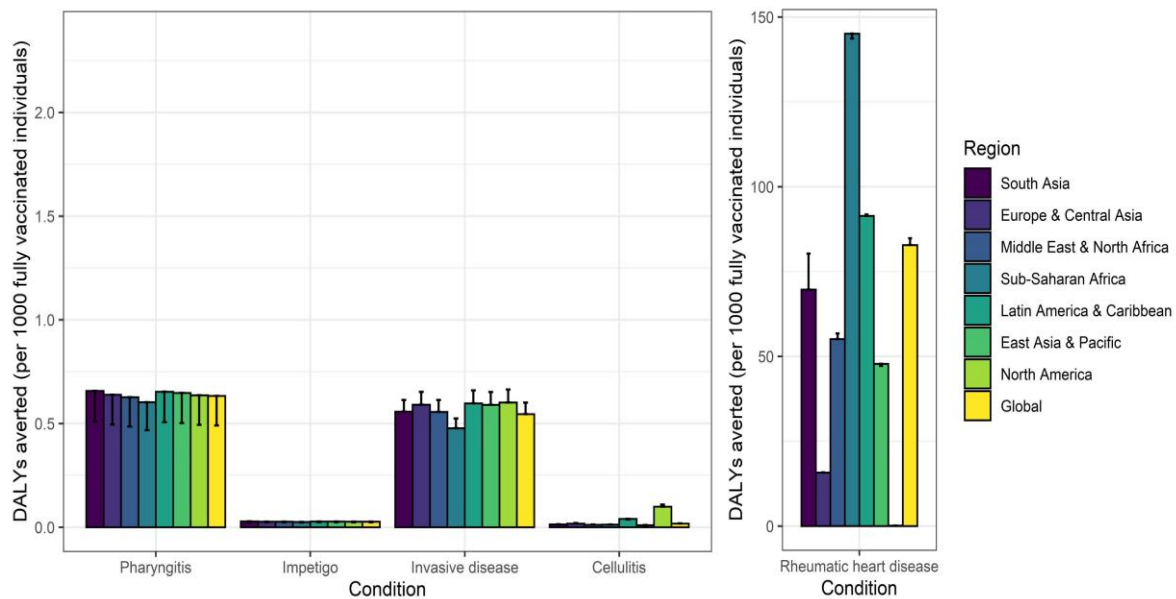 DALYs averted (per 1000 fully vaccinated individuals)
2.0
1.5
1.0
0.5
0.0
Pharyngitis
Impetigo
Invasive disease
Cellulitis
Condition
DALYs averted (per 1000 fully vaccinated individuals)
150
100
50
0
Rheumatic heart disease
Condition
Region
South Asia
Europe & Central Asia
Middle East & North Africa
Sub-Saharan Africa
Latin America & Caribbean
East Asia & Pacific
North America
Global